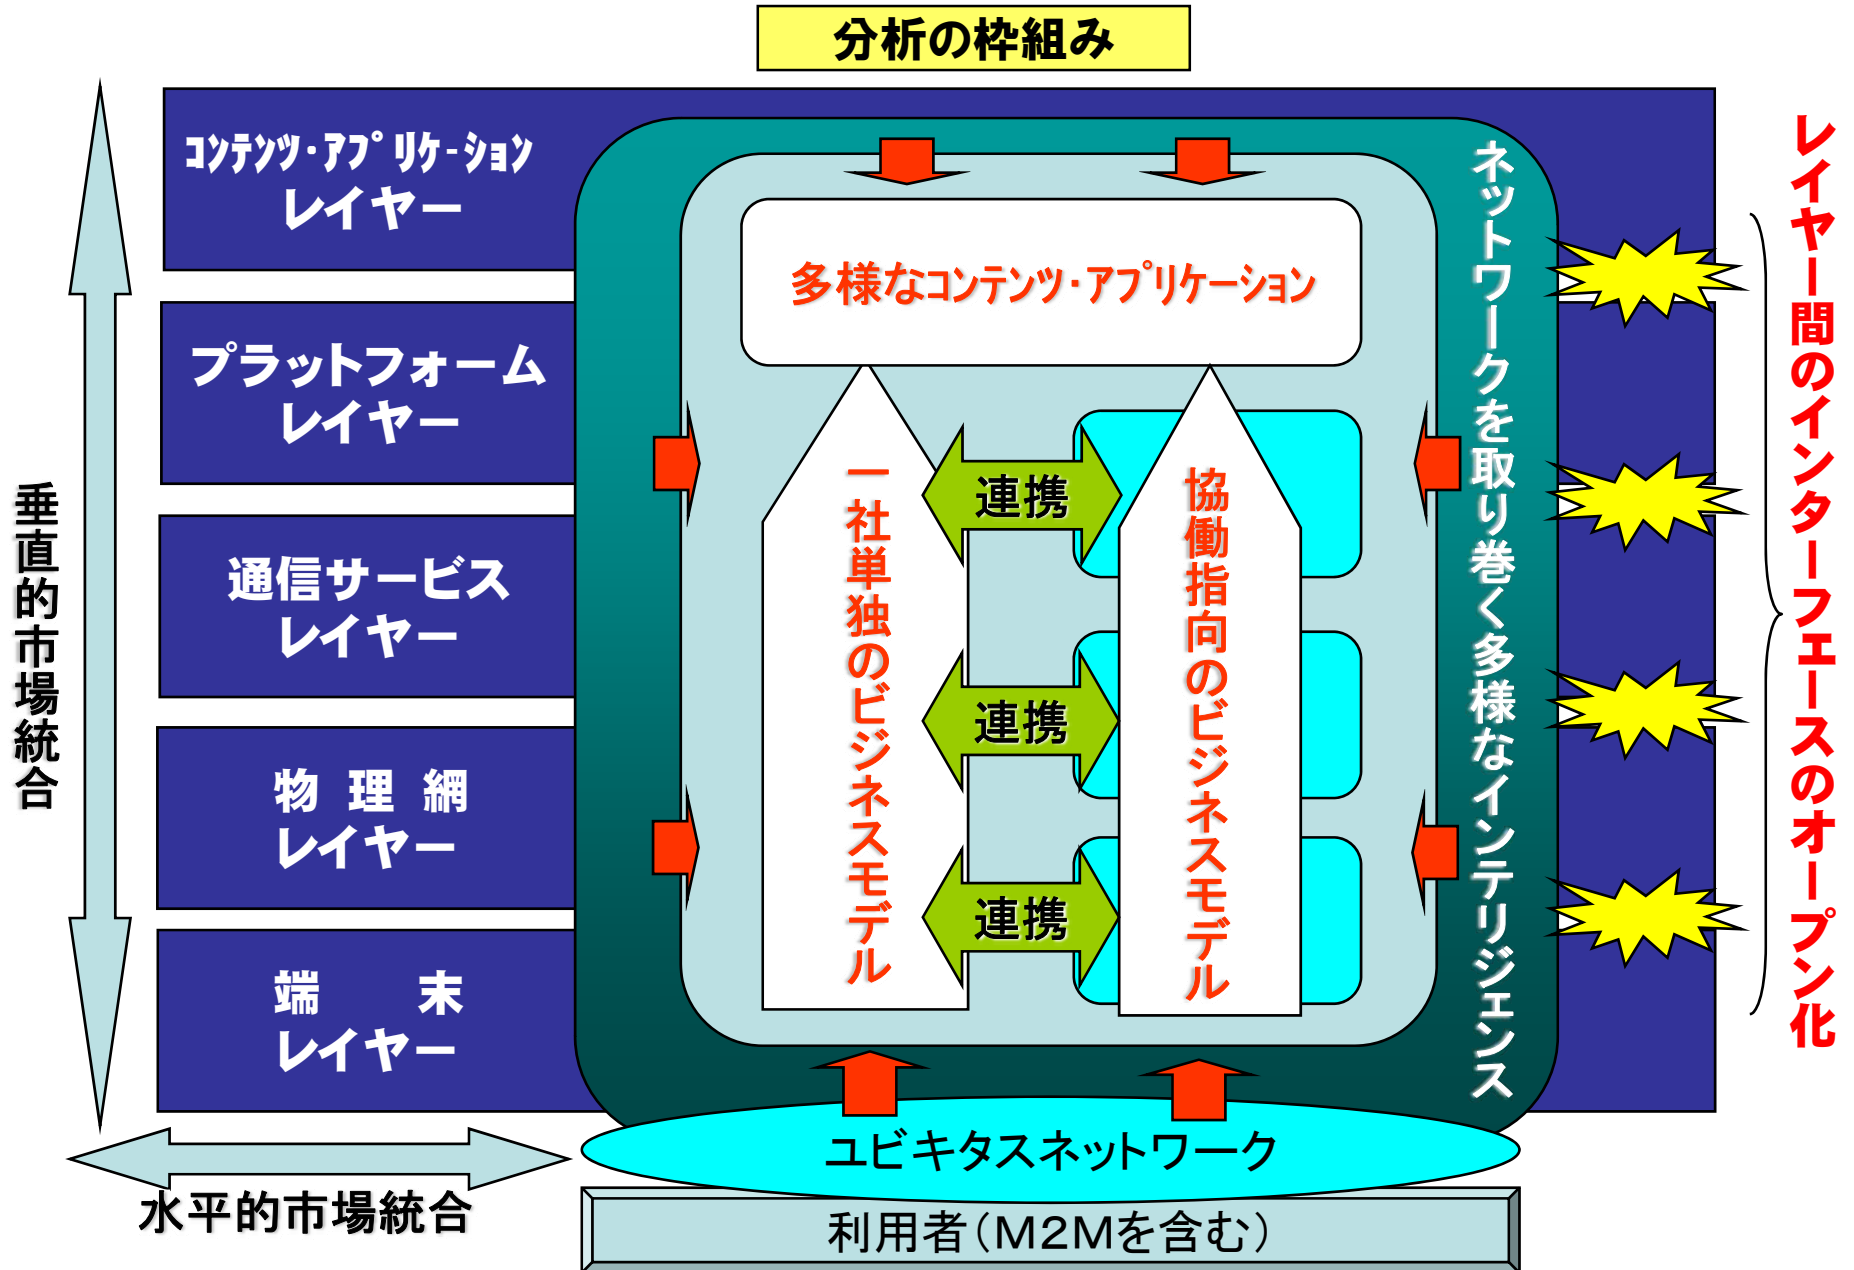 分析の枠組み
ｺﾝﾃﾝﾂ・ｱﾌﾟﾘｹ-ｼｮﾝ
レイヤー
プラットフォーム
レイヤー
通信サービス
レイヤー
物 理 網
レイヤー
端 末
レイヤー
垂直的市場統合
水平的市場統合
多様なコンテンツ・アプリケーション
一社単独のビジネスモデル
連携
連携
連携
協働指向のビジネスモデル
ネットワークを取り巻く多様なインテリジェンス
レイヤー間のインターフェースのオープン化
ユビキタスネットワーク
利用者（Ｍ２Ｍを含む）